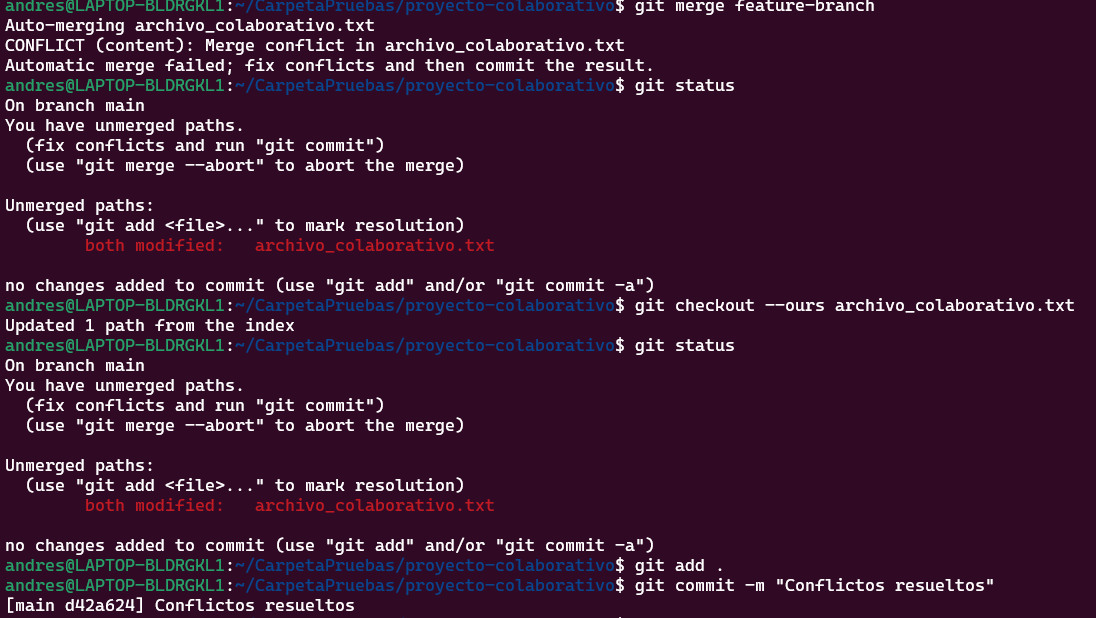 andres@LAPTOP-BLDRGKL1:~/CarpetaPruebas/proyecto-colaborativo$ git merge feature-branch
Auto-merging archivo_colaborativo.txt
CONFLICT (content): Merge conflict in archivo_colaborativo.txt
Automatic merge failed; fix conflicts and then commit the result.
andres@LAPTOP-BLDRGKL1:~/CarpetaPruebas/proyecto-colaborativo$ git status
On branch main
You have unmerged paths.
  (fix conflicts and run "git commit")
  (use "git merge --abort" to abort the merge)

Unmerged paths:
  (use "git add <file>..." to mark resolution)
        both modified:   archivo_colaborativo.txt

no changes added to commit (use "git add" and/or "git commit -a")
andres@LAPTOP-BLDRGKL1:~/CarpetaPruebas/proyecto-colaborativo$ git checkout --ours archivo_colaborativo.txt
Updated 1 path from the index
andres@LAPTOP-BLDRGKL1:~/CarpetaPruebas/proyecto-colaborativo$ git status
On branch main
You have unmerged paths.
  (fix conflicts and run "git commit")
  (use "git merge --abort" to abort the merge)

Unmerged paths:
  (use "git add <file>..." to mark resolution)
        both modified:   archivo_colaborativo.txt

no changes added to commit (use "git add" and/or "git commit -a")
andres@LAPTOP-BLDRGKL1:~/CarpetaPruebas/proyecto-colaborativo$ git add .
andres@LAPTOP-BLDRGKL1:~/CarpetaPruebas/proyecto-colaborativo$ git commit -m "Conflictos resueltos"
[main d42a624] Conflictos resueltos